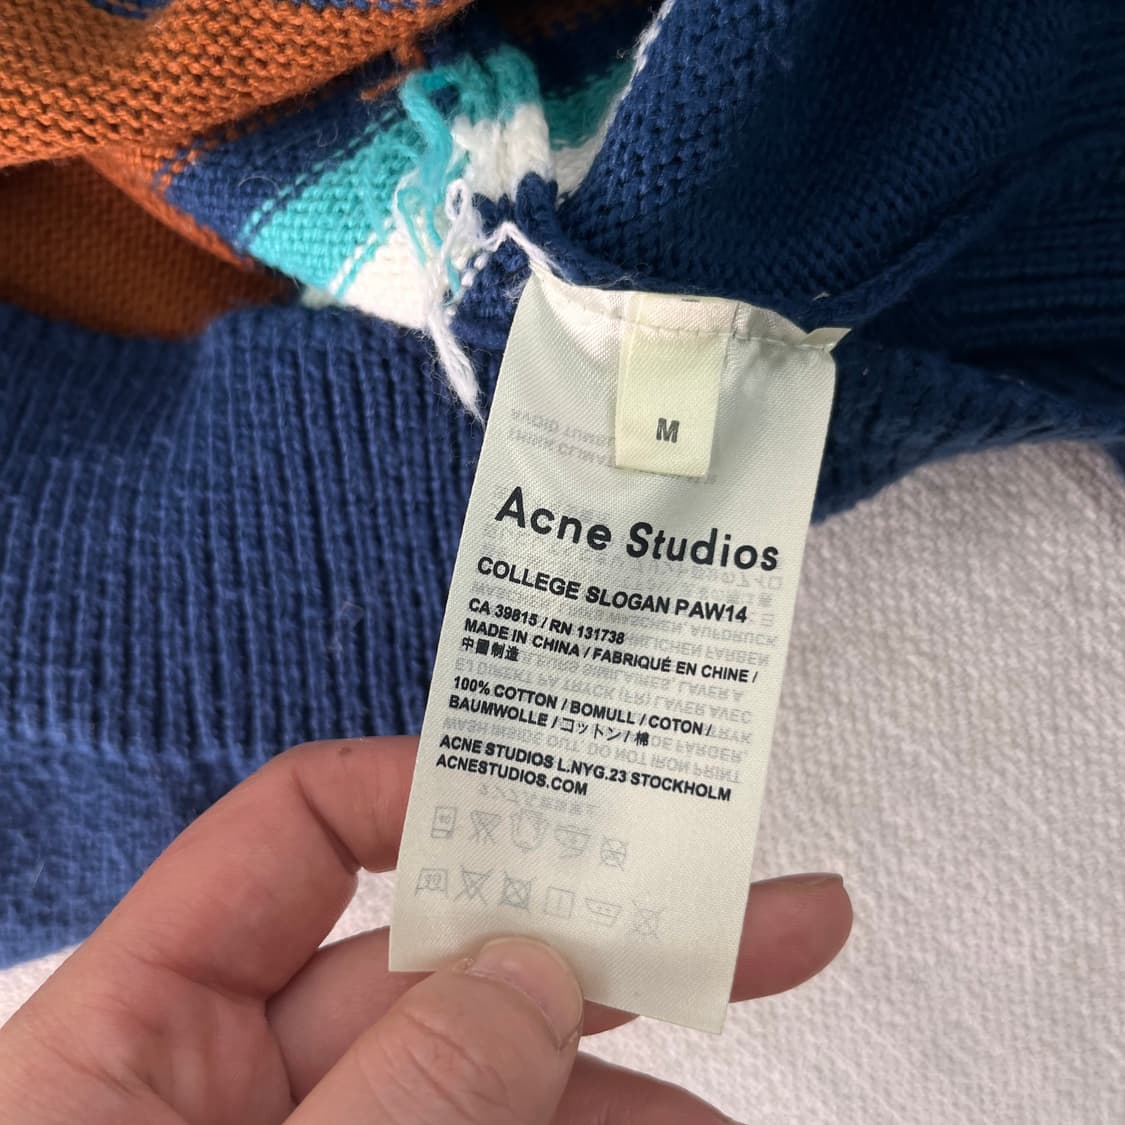 M
Acne Studios
COLLEGE SLOGAN PAW14
CA 39815 / RN 131738
MADE IN CHINA / FABRIQUÉ EN CHINE /
中國制造
100% COTTON / BOMULL / COTON /
BAUMWOLLE / コットン / 棉
ACNE STUDIOS L.NYG.23 STOCKHOLM
ACNESTUDIOS.COM